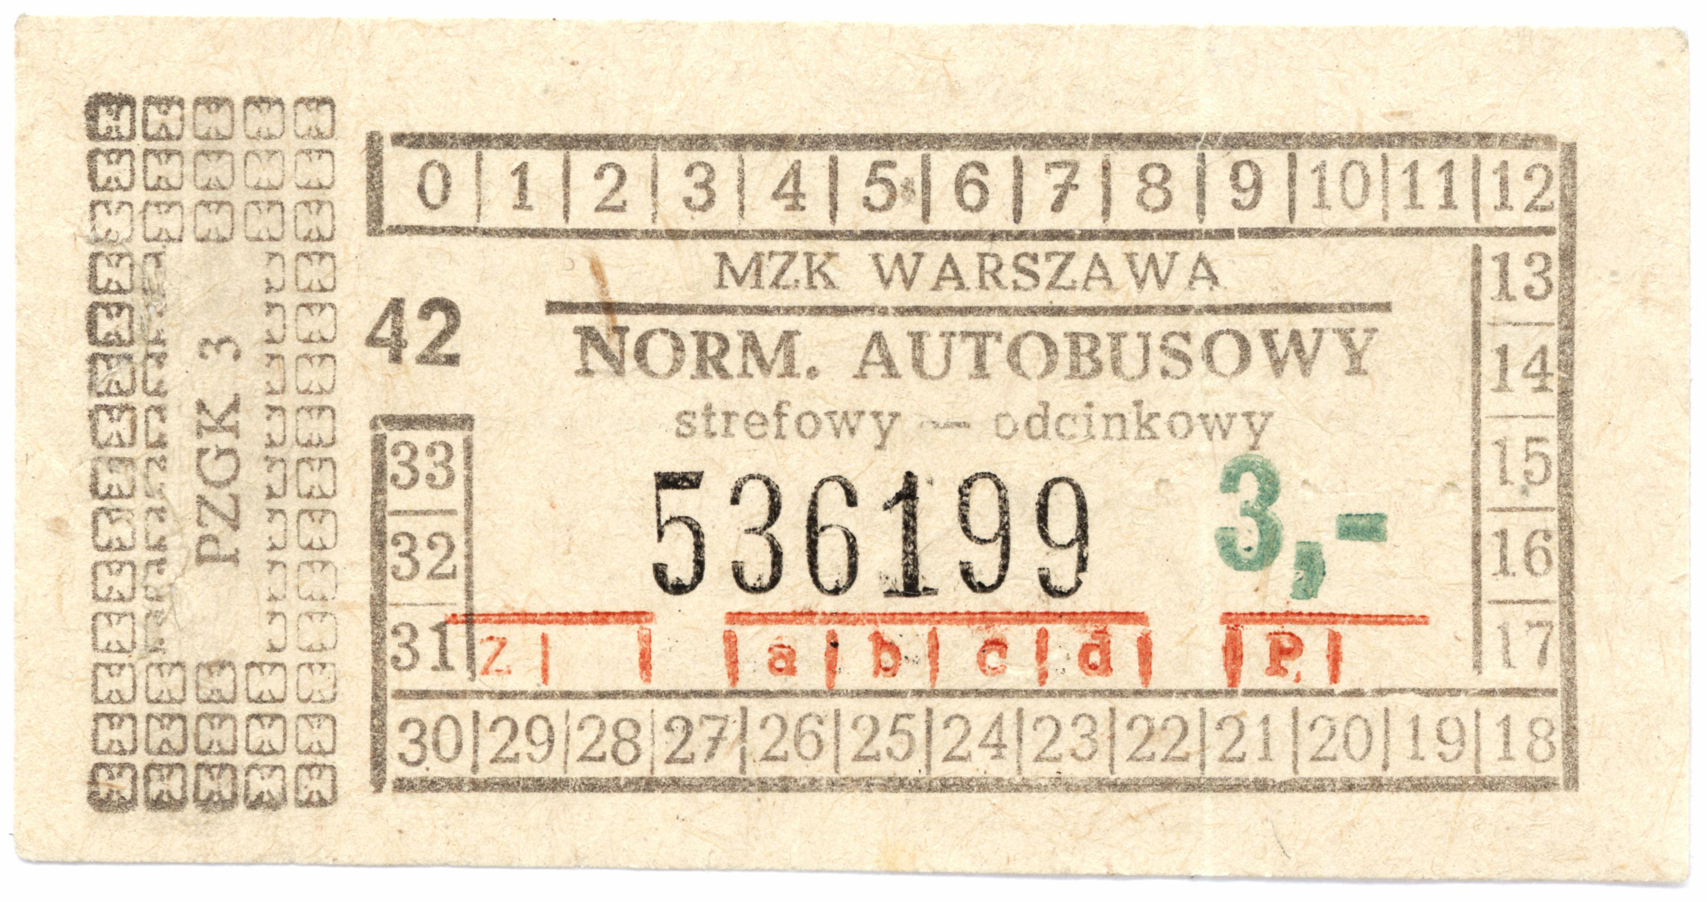 0 1 2 3 4 5 6 7 8 9 10 11 12
MZK WARSZAWA
13
42
NORM. AUTOBUSOWY
14
PZGK 3
strefowy — odcinkowy
33
15
536199
3,-
32
16
31
Z a b c d P
17
30 29 28 27 26 25 24 23 22 21 20 19 18